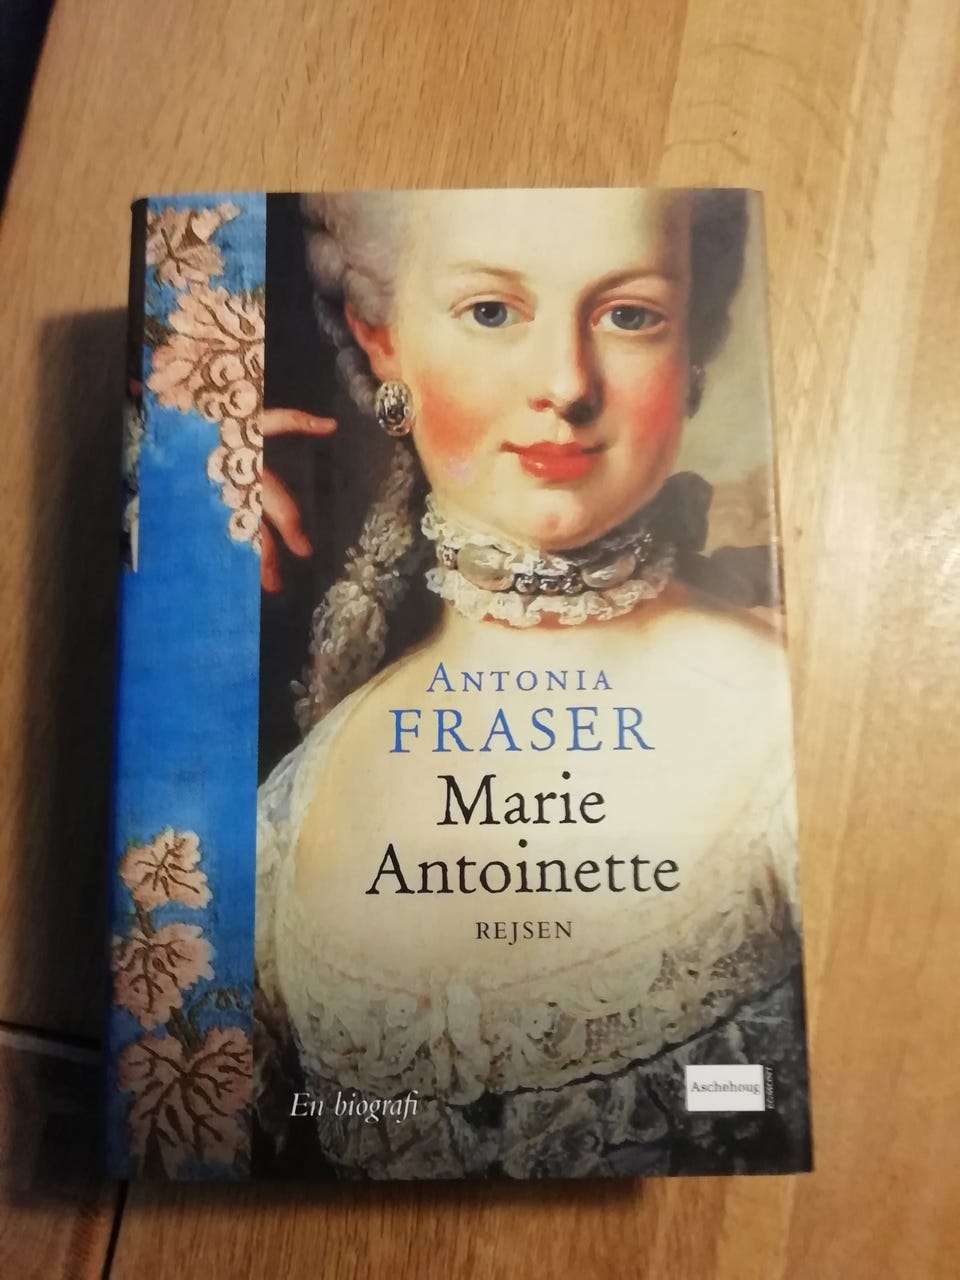 ANTONIA
FRASER
Marie
Antoinette
REJSEN
En biografi
Aschehoug